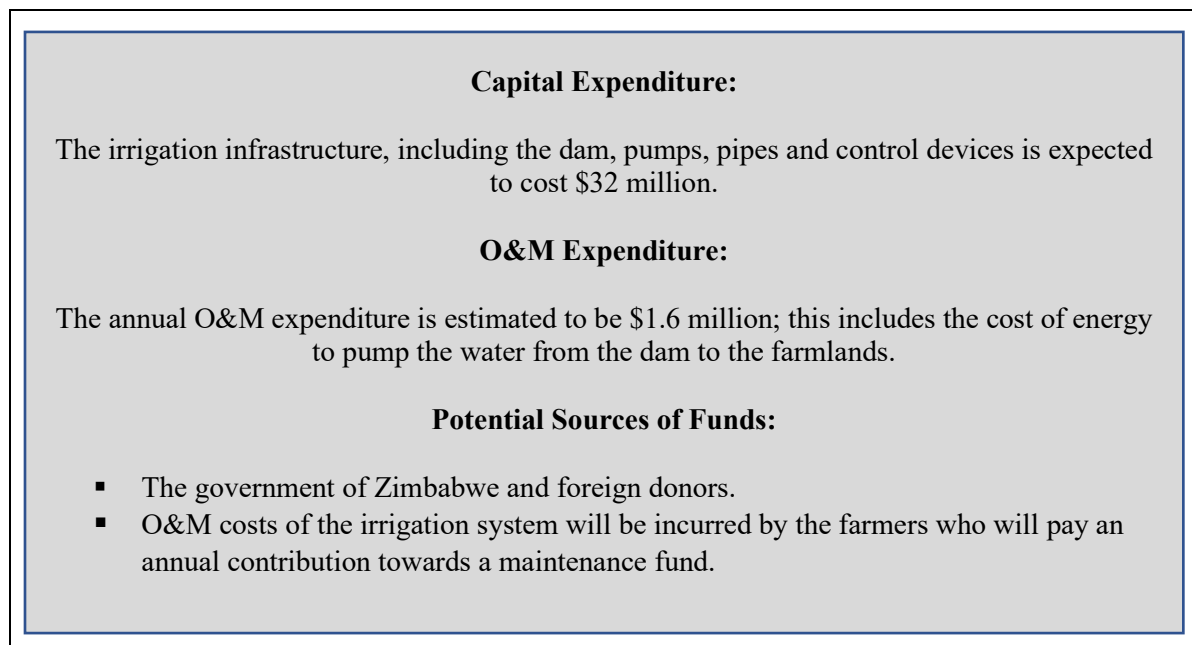 Capital Expenditure:
The irrigation infrastructure, including the dam, pumps, pipes and control devices is expected
to cost $32 million.
O&M Expenditure:
The annual O&M expenditure is estimated to be $1.6 million; this includes the cost of energy
to pump the water from the dam to the farmlands.
Potential Sources of Funds:
▪ The government of Zimbabwe and foreign donors.
▪ O&M costs of the irrigation system will be incurred by the farmers who will pay an
annual contribution towards a maintenance fund.